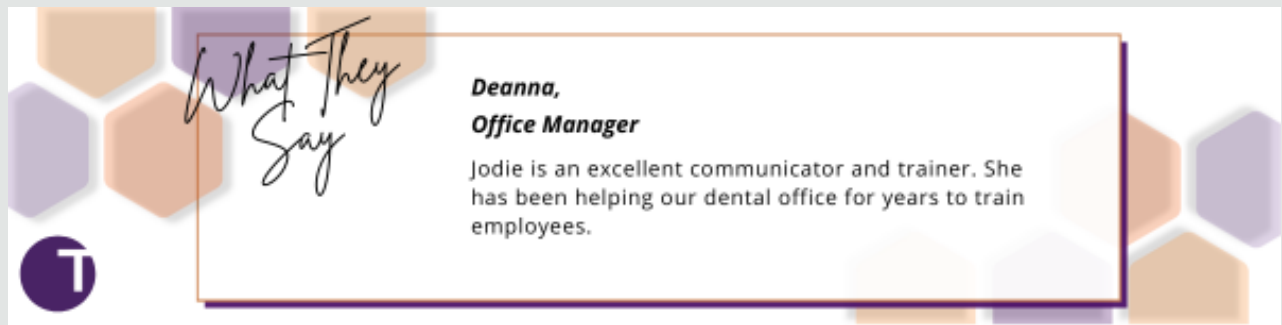 What They
Say
Deanna,
Office Manager
Jodie is an excellent communicator and trainer. She
has been helping our dental office for years to train
employees.
T